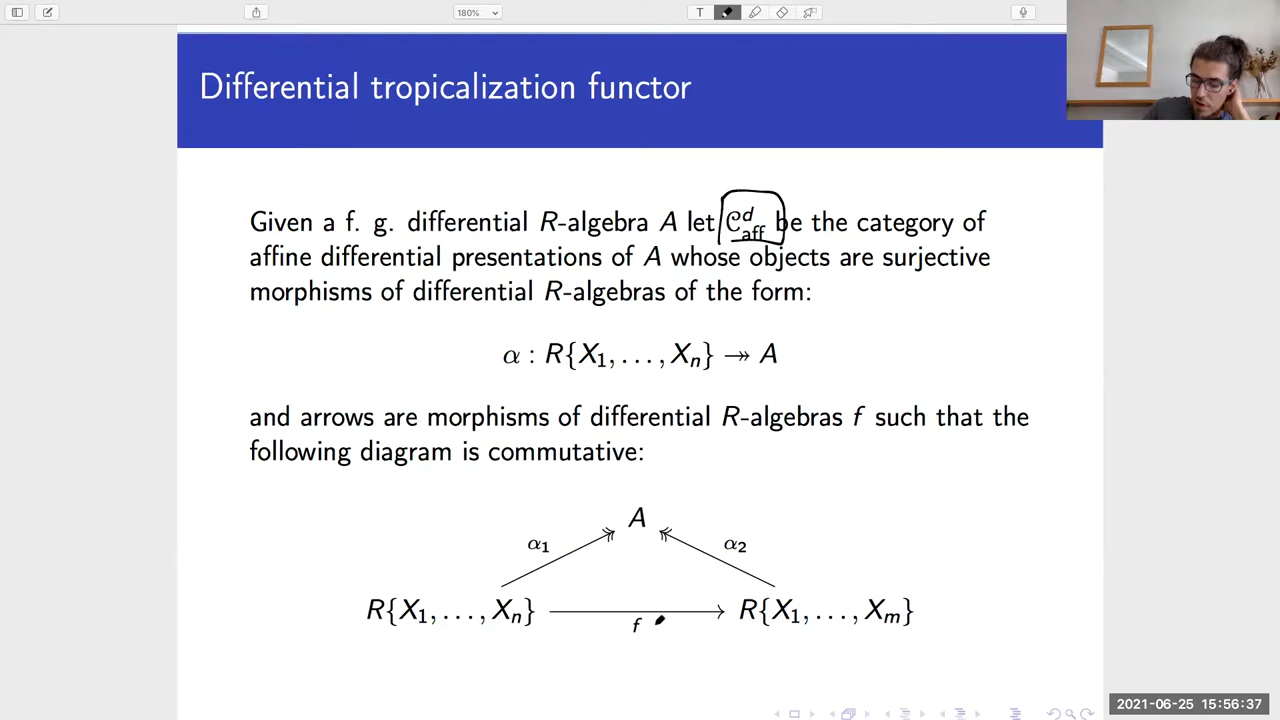 180%
T
Differential tropicalization functor
Given a f. g. differential R-algebra A let 𝒞ᵈ_aff be the category of
affine differential presentations of A whose objects are surjective
morphisms of differential R-algebras of the form:
α : R{X₁, . . . , Xₙ} ↠ A
and arrows are morphisms of differential R-algebras f such that the
following diagram is commutative:
A
α₁ α₂
R{X₁, . . . , Xₙ} R{X₁, . . . , Xₘ}
f
2021-06-25 15:56:37